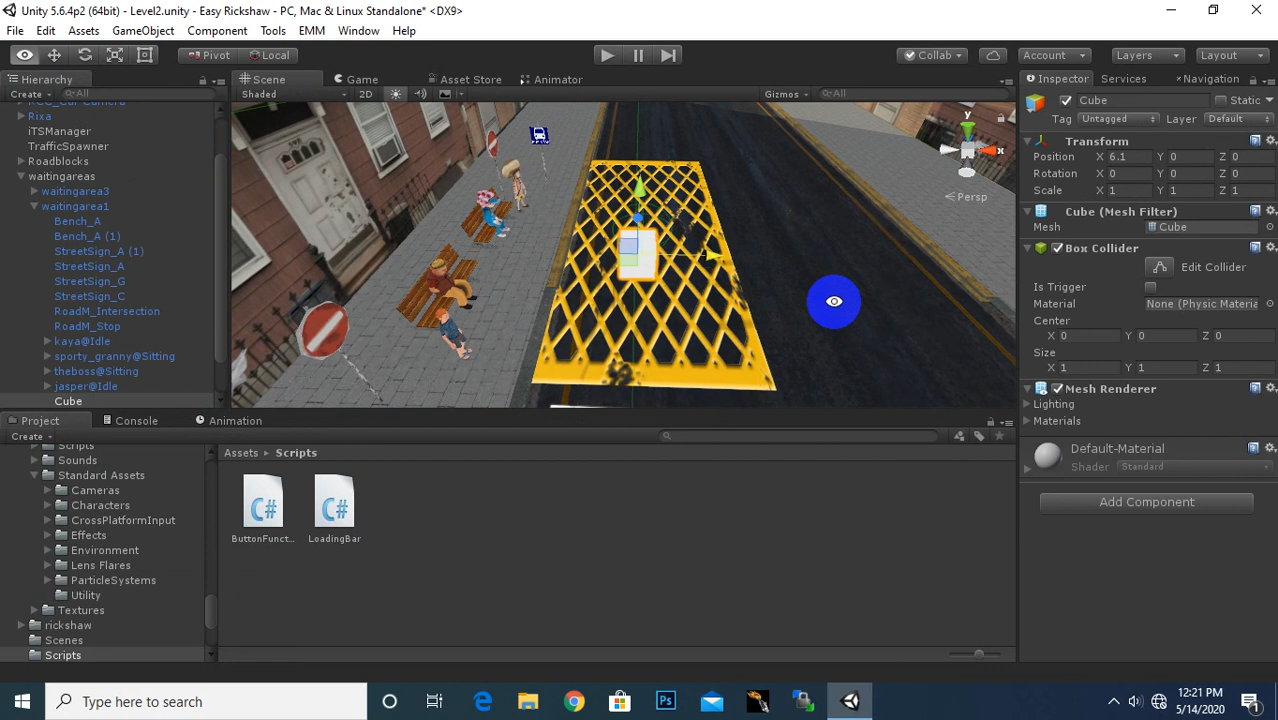 Unity 5.6.4p2 (64bit) - Level2.unity - Easy Rickshaw - PC, Mac & Linux Standalone* <DX9>
File Edit Assets GameObject Component Tools EMM Window Help
Pivot Local Collab Account Layers Layout
Hierarchy Scene Game Asset Store Animator Inspector Services Navigation
Create All Shaded 2D Gizmos All Cube Static
RCC_Car Camera
Rixa
iTSManager
TrafficSpawner
Roadblocks
waitingareas
waitingarea3
waitingarea1
Bench_A
Bench_A (1)
StreetSign_A (1)
StreetSign_A
StreetSign_G
StreetSign_C
RoadM_Intersection
RoadM_Stop
kaya@Idle
sporty_granny@Sitting
theboss@Sitting
jasper@Idle
Cube
y
x
Persp
Tag Untagged Layer Default
Transform
Position X 6.1 Y 0 Z 0
Rotation X 0 Y 0 Z 0
Scale X 1 Y 1 Z 1
Cube (Mesh Filter)
Mesh Cube
Box Collider
Edit Collider
Is Trigger
Material None (Physic Materia
Center
X 0 Y 0 Z 0
Size
X 1 Y 1 Z 1
Mesh Renderer
Lighting
Materials
Default-Material
Shader Standard
Add Component
Project Console Animation
Create
Scripts
Sounds
Standard Assets
Cameras
Characters
CrossPlatformInput
Effects
Environment
Lens Flares
ParticleSystems
Utility
Textures
rickshaw
Scenes
Scripts
Assets Scripts
C# C#
ButtonFunct... LoadingBar
Type here to search
Ps
12:21 PM
5/14/2020
1